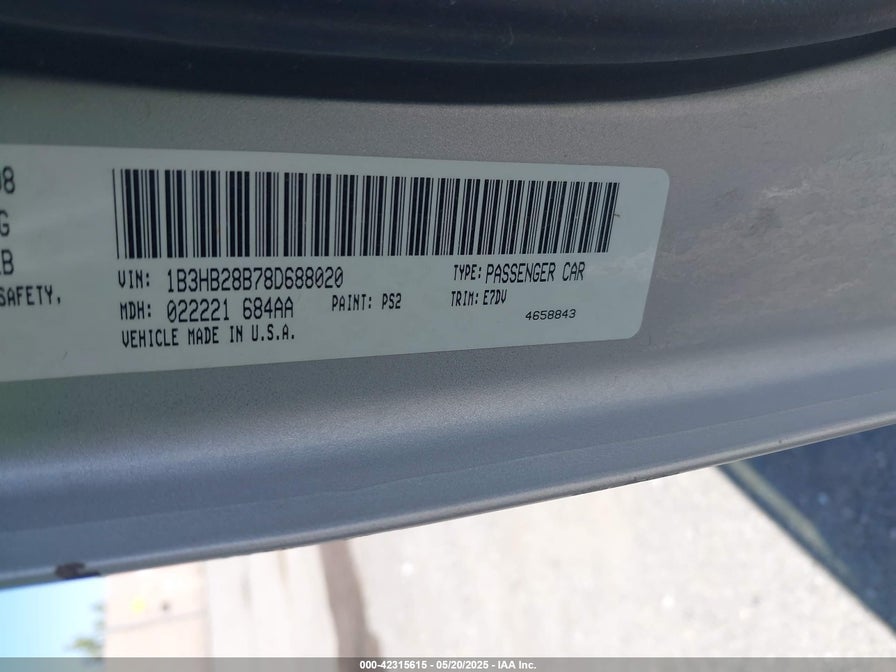 08
G
B
SAFETY,
VIN: 1B3HB28B78D688020
TYPE: PASSENGER CAR
MDH: 022221 684AA
PAINT: PS2
TRIM: E7DV
VEHICLE MADE IN U.S.A.
4658843
000-42315615 - 05/20/2025 - IAA Inc.